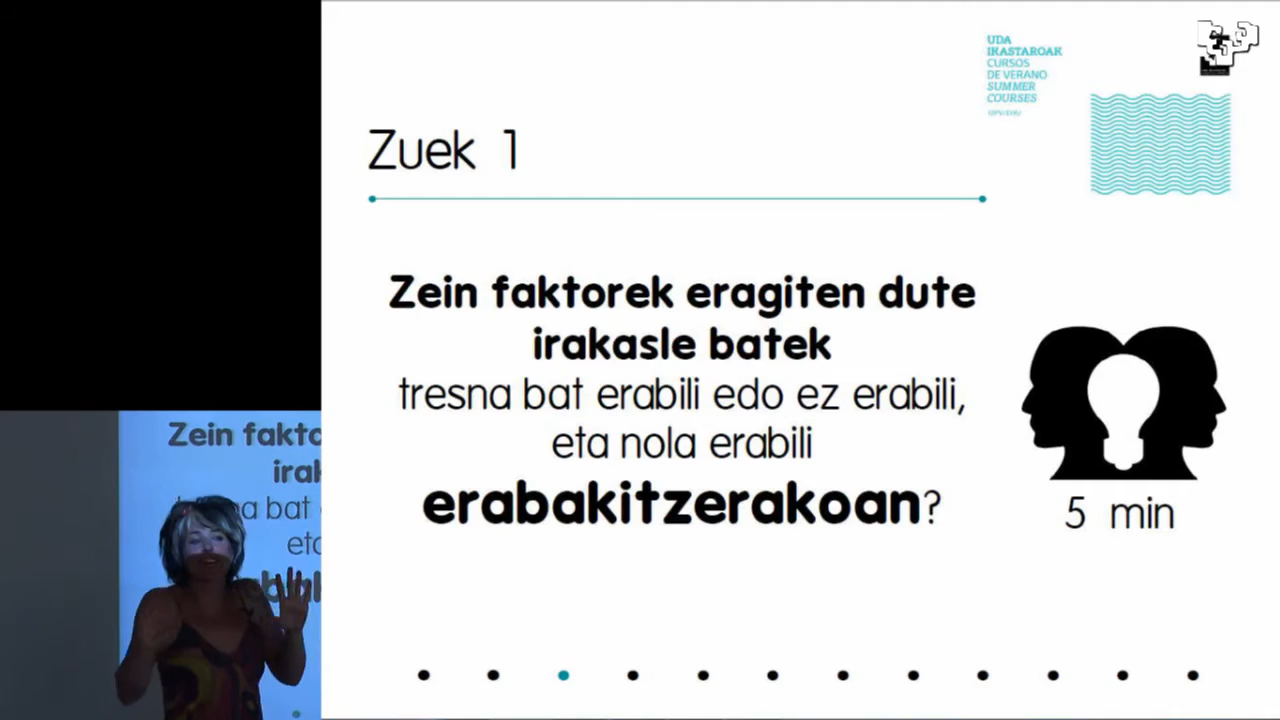 UDA
IKASTAROAK
CURSOS
DE VERANO
SUMMER
COURSES
UPV/EHU
Zuek 1
Zein faktorek eragiten dute
irakasle batek
tresna bat erabili edo ez erabili,
eta nola erabili
erabakitzerakoan?
5 min
Zein fakto
irak
a bat
eta